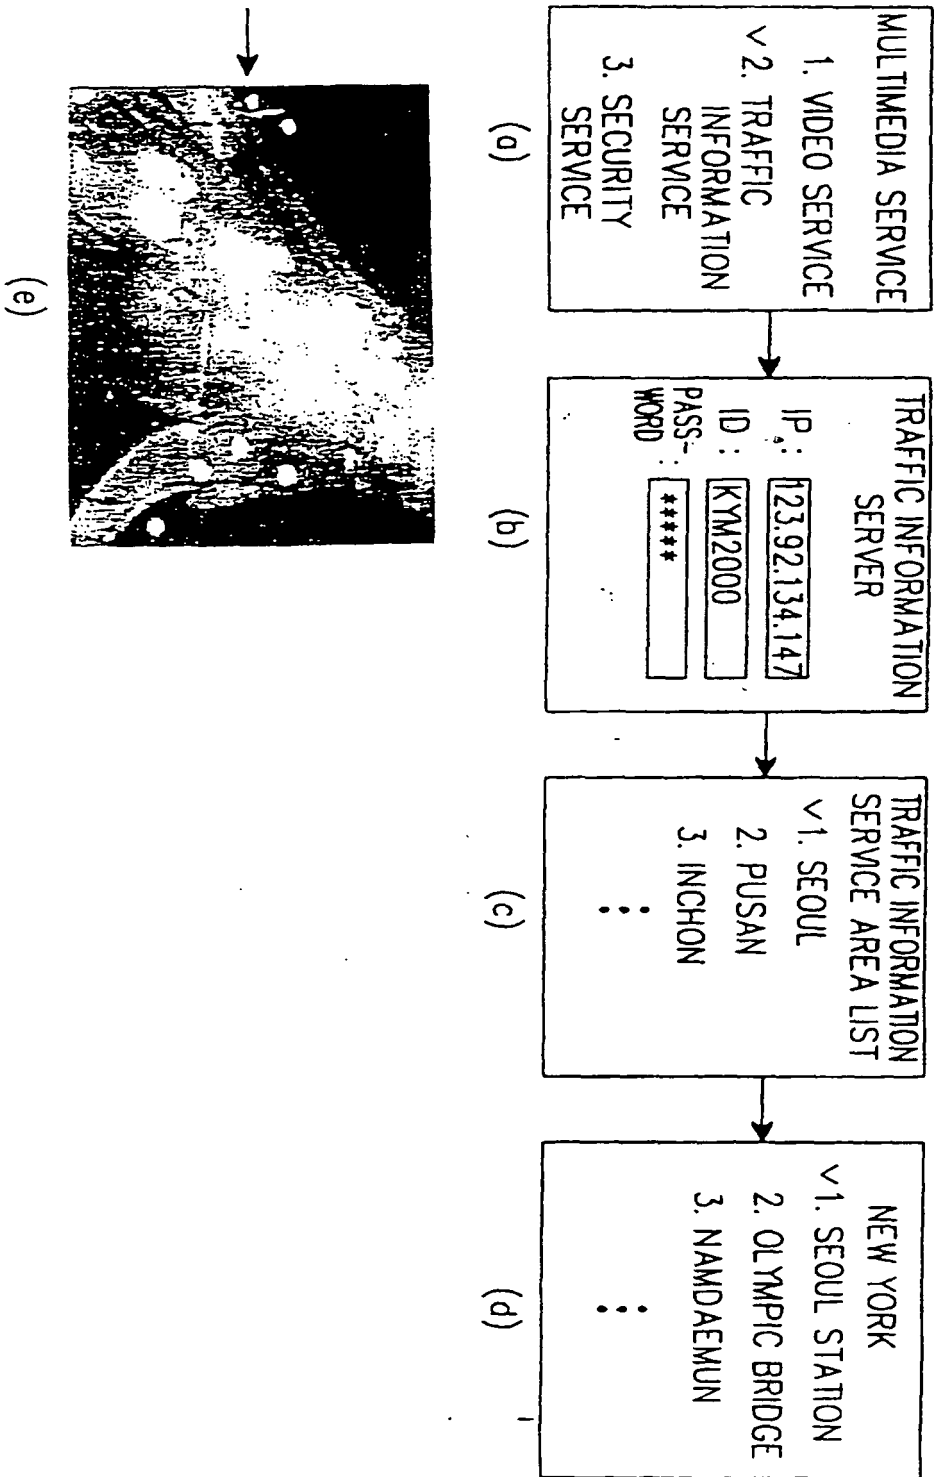 MULTIMEDIA SERVICE
1. VIDEO SERVICE
✓2. TRAFFIC
INFORMATION
SERVICE
3. SECURITY
SERVICE
(a)
TRAFFIC INFORMATION
SERVER
IP : 123.92.134.147
ID : KYM2000
PASS- :
WORD *****
(b)
TRAFFIC INFORMATION
SERVICE AREA LIST
✓1. SEOUL
2. PUSAN
3. INCHON
⋮
(c)
NEW YORK
✓1. SEOUL STATION
2. OLYMPIC BRIDGE
3. NAMDAEMUN
⋮
(d)
(e)